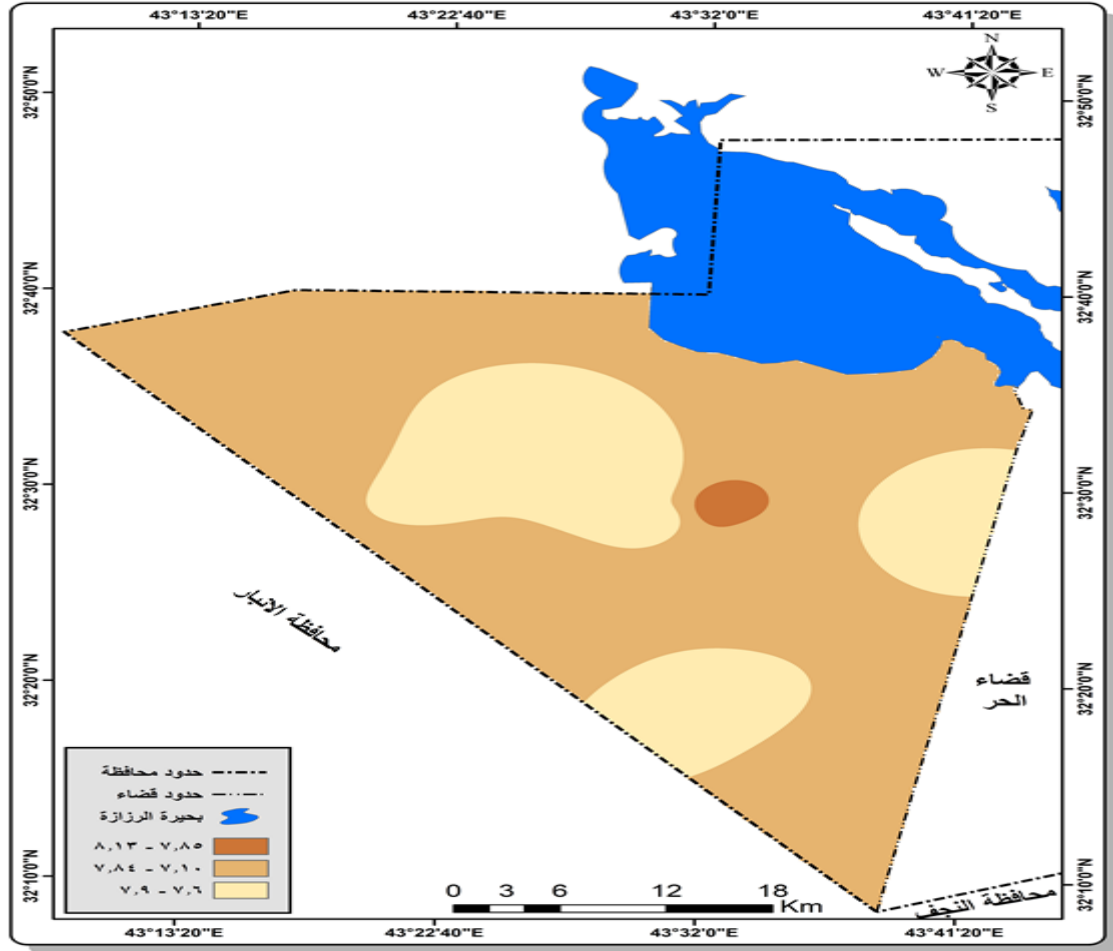 43°13'20"E 43°22'40"E 43°32'0"E 43°41'20"E
N
W E
S
32°50'0"N 32°50'0"N
32°40'0"N 32°40'0"N
32°30'0"N 32°30'0"N
محافظة الانبار
32°20'0"N 32°20'0"N
قضاء
الحر
حدود محافظة
حدود قضاء
بحيرة الرزازة
٧,٨٥ - ٨,١٣
٧,١٠ - ٧,٨٤
٧,٦ - ٧,٩
32°10'0"N 32°10'0"N
0 3 6 12 18
Km
محافظة النجف
43°13'20"E 43°22'40"E 43°32'0"E 43°41'20"E